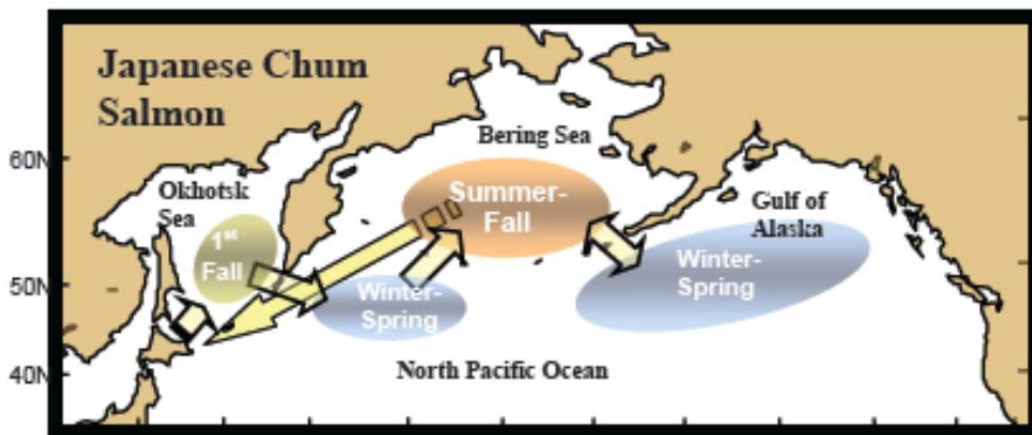 Japanese Chum
Salmon
Bering Sea
60N
Okhotsk
Sea
Summer-
Fall
Gulf of
Alaska
1st
Fall
Winter-
Spring
50N
Winter-
Spring
North Pacific Ocean
40N